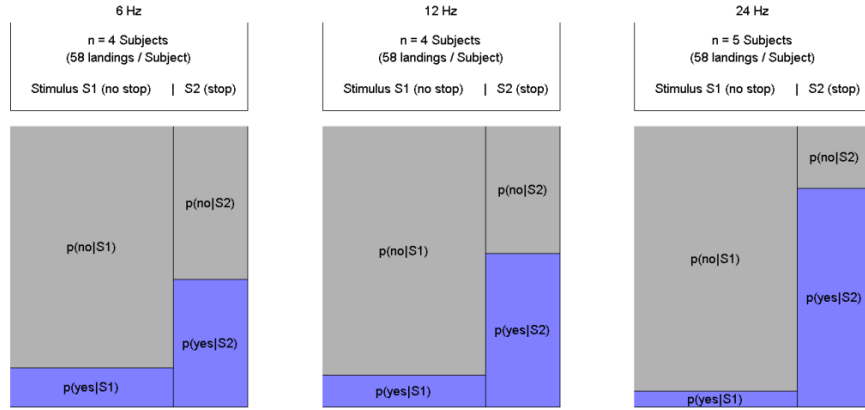 6 Hz
n = 4 Subjects
(58 landings / Subject)
Stimulus S1 (no stop) | S2 (stop)
p(no|S2)
p(no|S1)
p(yes|S2)
p(yes|S1)
12 Hz
n = 4 Subjects
(58 landings / Subject)
Stimulus S1 (no stop) | S2 (stop)
p(no|S2)
p(no|S1)
p(yes|S2)
p(yes|S1)
24 Hz
n = 5 Subjects
(58 landings / Subject)
Stimulus S1 (no stop) | S2 (stop)
p(no|S2)
p(no|S1)
p(yes|S2)
p(yes|S1)